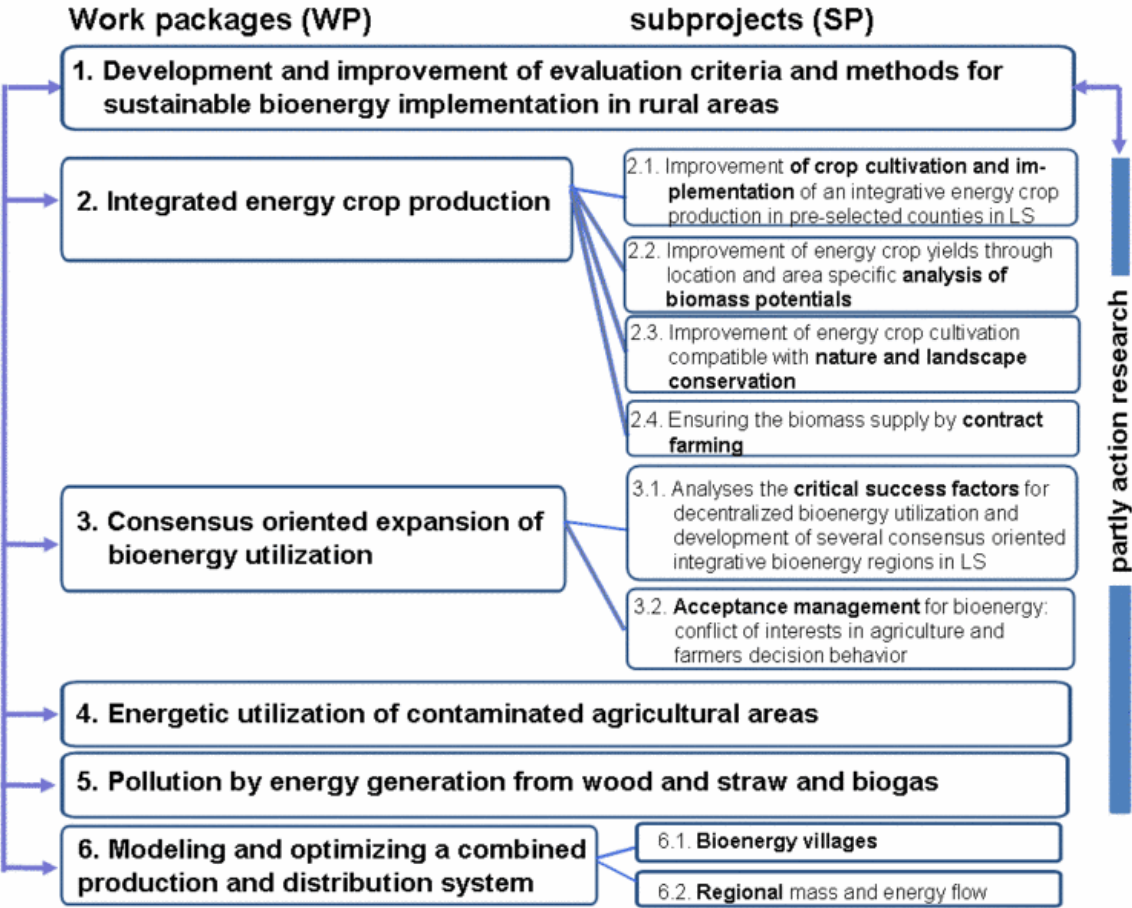 Work packages (WP)
subprojects (SP)
1. Development and improvement of evaluation criteria and methods for
sustainable bioenergy implementation in rural areas
2. Integrated energy crop production
2.1. Improvement of crop cultivation and im-
plementation of an integrative energy crop
production in pre-selected counties in LS
2.2. Improvement of energy crop yields through
location and area specific analysis of
biomass potentials
2.3. Improvement of energy crop cultivation
compatible with nature and landscape
conservation
2.4. Ensuring the biomass supply by contract
farming
3. Consensus oriented expansion of
bioenergy utilization
3.1. Analyses the critical success factors for
decentralized bioenergy utilization and
development of several consensus oriented
integrative bioenergy regions in LS
3.2. Acceptance management for bioenergy:
conflict of interests in agriculture and
farmers decision behavior
4. Energetic utilization of contaminated agricultural areas
5. Pollution by energy generation from wood and straw and biogas
6. Modeling and optimizing a combined
production and distribution system
6.1. Bioenergy villages
6.2. Regional mass and energy flow
partly action research